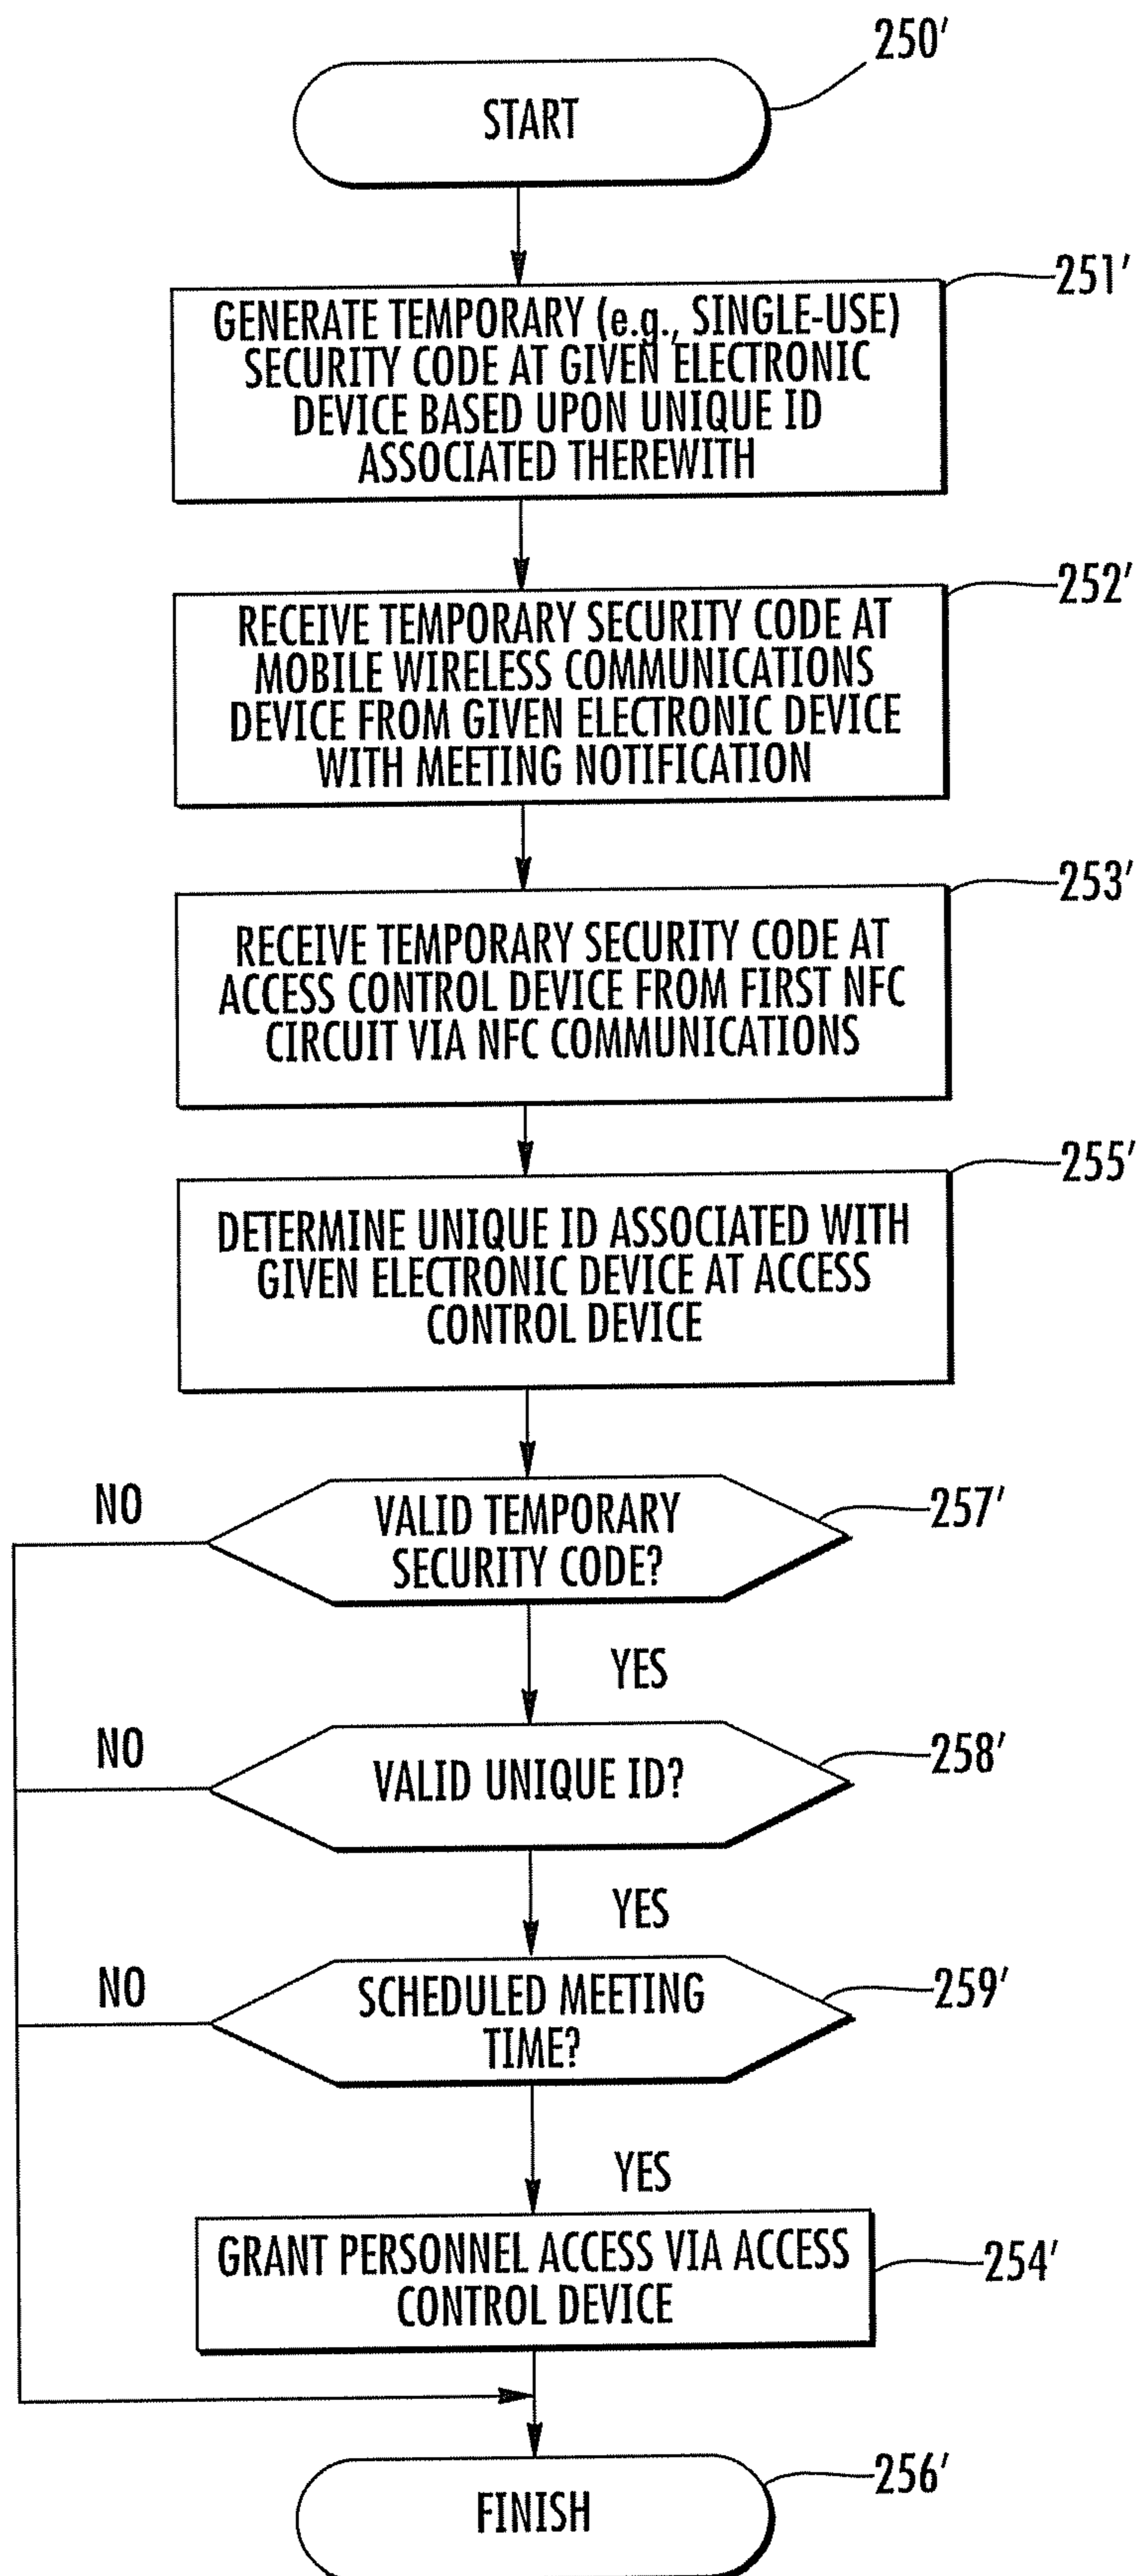 250'
START
251'
GENERATE TEMPORARY (e.g., SINGLE-USE)
SECURITY CODE AT GIVEN ELECTRONIC
DEVICE BASED UPON UNIQUE ID
ASSOCIATED THEREWITH
252'
RECEIVE TEMPORARY SECURITY CODE AT
MOBILE WIRELESS COMMUNICATIONS
DEVICE FROM GIVEN ELECTRONIC DEVICE
WITH MEETING NOTIFICATION
253'
RECEIVE TEMPORARY SECURITY CODE AT
ACCESS CONTROL DEVICE FROM FIRST NFC
CIRCUIT VIA NFC COMMUNICATIONS
255'
DETERMINE UNIQUE ID ASSOCIATED WITH
GIVEN ELECTRONIC DEVICE AT ACCESS
CONTROL DEVICE
NO
VALID TEMPORARY
SECURITY CODE?
257'
YES
NO
VALID UNIQUE ID?
258'
YES
NO
SCHEDULED MEETING
TIME?
259'
YES
GRANT PERSONNEL ACCESS VIA ACCESS
CONTROL DEVICE
254'
256'
FINISH